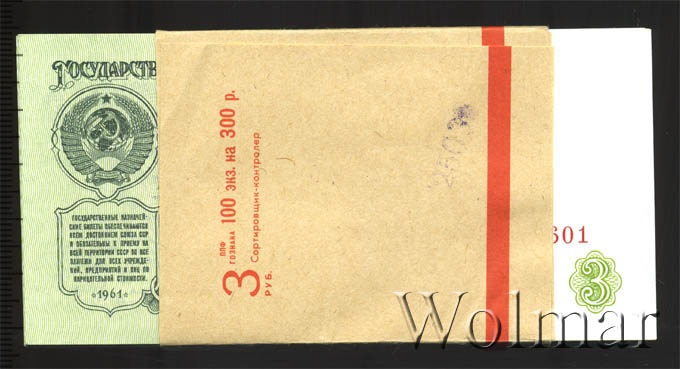 ГОСУДАРСТВ
ГОСУДАРСТВЕННЫЕ КАЗНАЧЕЙ-
СКИЕ БИЛЕТЫ ОБЕСПЕЧИВАЮТСЯ
ВСЕМ ДОСТОЯНИЕМ СОЮЗА ССР
И ОБЯЗАТЕЛЬНЫ К ПРИЕМУ НА
ВСЕЙ ТЕРРИТОРИИ СССР ВО ВСЕ
ПЛАТЕЖИ ДЛЯ ВСЕХ УЧРЕЖДЕ-
НИЙ, ПРЕДПРИЯТИЙ И ЛИЦ ПО
НАРИЦАТЕЛЬНОЙ СТОИМОСТИ.
*1961*
3 РУБ.
ППФ ГОЗНАКА 100 экз. на 300 р.
Сортировщик-контролер
601
3
Wolmar